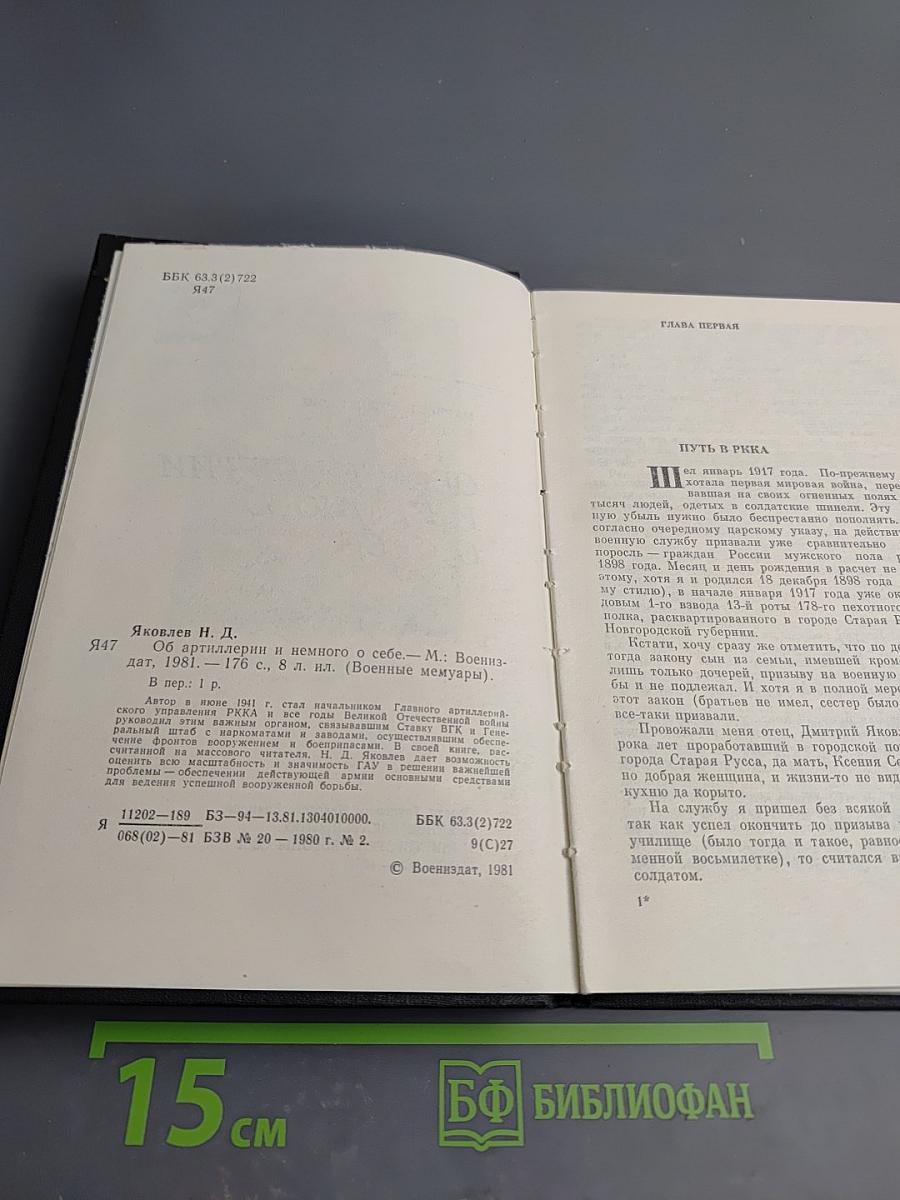 ББК 63.3(2)722
Я47
Яковлев Н. Д.
Я47 Об артиллерии и немного о себе.— М.: Воениз-
дат, 1981. — 176 с., 8 л. ил. (Военные мемуары).
В пер.: 1 р.
Автор в июне 1941 г. стал начальником Главного артиллерий-
ского управления РККА и все годы Великой Отечественной войны
руководил этим важным органом, связывавшим Ставку ВГК и Гене-
ральный штаб с наркоматами и заводами, осуществлявшим обеспе-
чение фронтов вооружением и боеприпасами. В своей книге, рас-
считанной на массового читателя, Н. Д. Яковлев дает возможность
оценить всю масштабность и значимость ГАУ в решении важнейшей
проблемы — обеспечении действующей армии основными средствами
для ведения успешной вооруженной борьбы.
Я 11202—189 БЗ—94—13.81.1304010000. ББК 63.3(2)722
068(02)—81 БЗВ № 20 — 1980 г. № 2. 9(С)27
© Воениздат, 1981
ГЛАВА ПЕРВАЯ
ПУТЬ В РККА
Шел январь 1917 года. По-прежнему
хотала первая мировая война, пере
вавшая на своих огненных полях
тысяч людей, одетых в солдатские шинели. Эту
ную убыль нужно было беспрестанно пополнять.
согласно очередному царскому указу, на действит
военную службу призвали уже сравнительно
поросль — граждан России мужского пола р
1898 года. Месяц и день рождения в расчет не
этому, хотя я и родился 18 декабря 1898 года
му стилю), в начале января 1917 года уже ок
довым 1-го взвода 13-й роты 178-го пехотного
полка, расквартированного в городе Старая Р
Новгородской губернии.
Кстати, хочу сразу же отметить, что по де
тогда закону сын из семьи, имевшей кроме
лишь только дочерей, призыву на военную
бы и не подлежал. И хотя я в полной мере
этот закон (братьев не имел, сестер было
все-таки призвали.
Провожали меня отец, Дмитрий Яковл
рока лет проработавший в городской по
города Старая Русса, да мать, Ксения Се
но добрая женщина, и жизни-то не вид
кухню да корыто.
На службу я пришел без всякой
так как успел окончить до призыва
училище (было тогда и такое, равное
менной восьмилетке), то считался в
солдатом.
1*
15 см
БФ БИБЛИОФАН